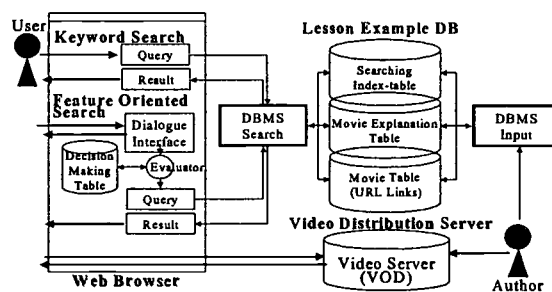 User
Keyword Search
Query
Result
Feature Oriented
Search
Dialogue
Interface
Decision
Making
Table
Evaluator
Query
Result
Web Browser
DBMS
Search
Lesson Example DB
Searching
Index-table
Movie Explanation
Table
Movie Table
(URL Links)
DBMS
Input
Video Distribution Server
Video Server
(VOD)
Author